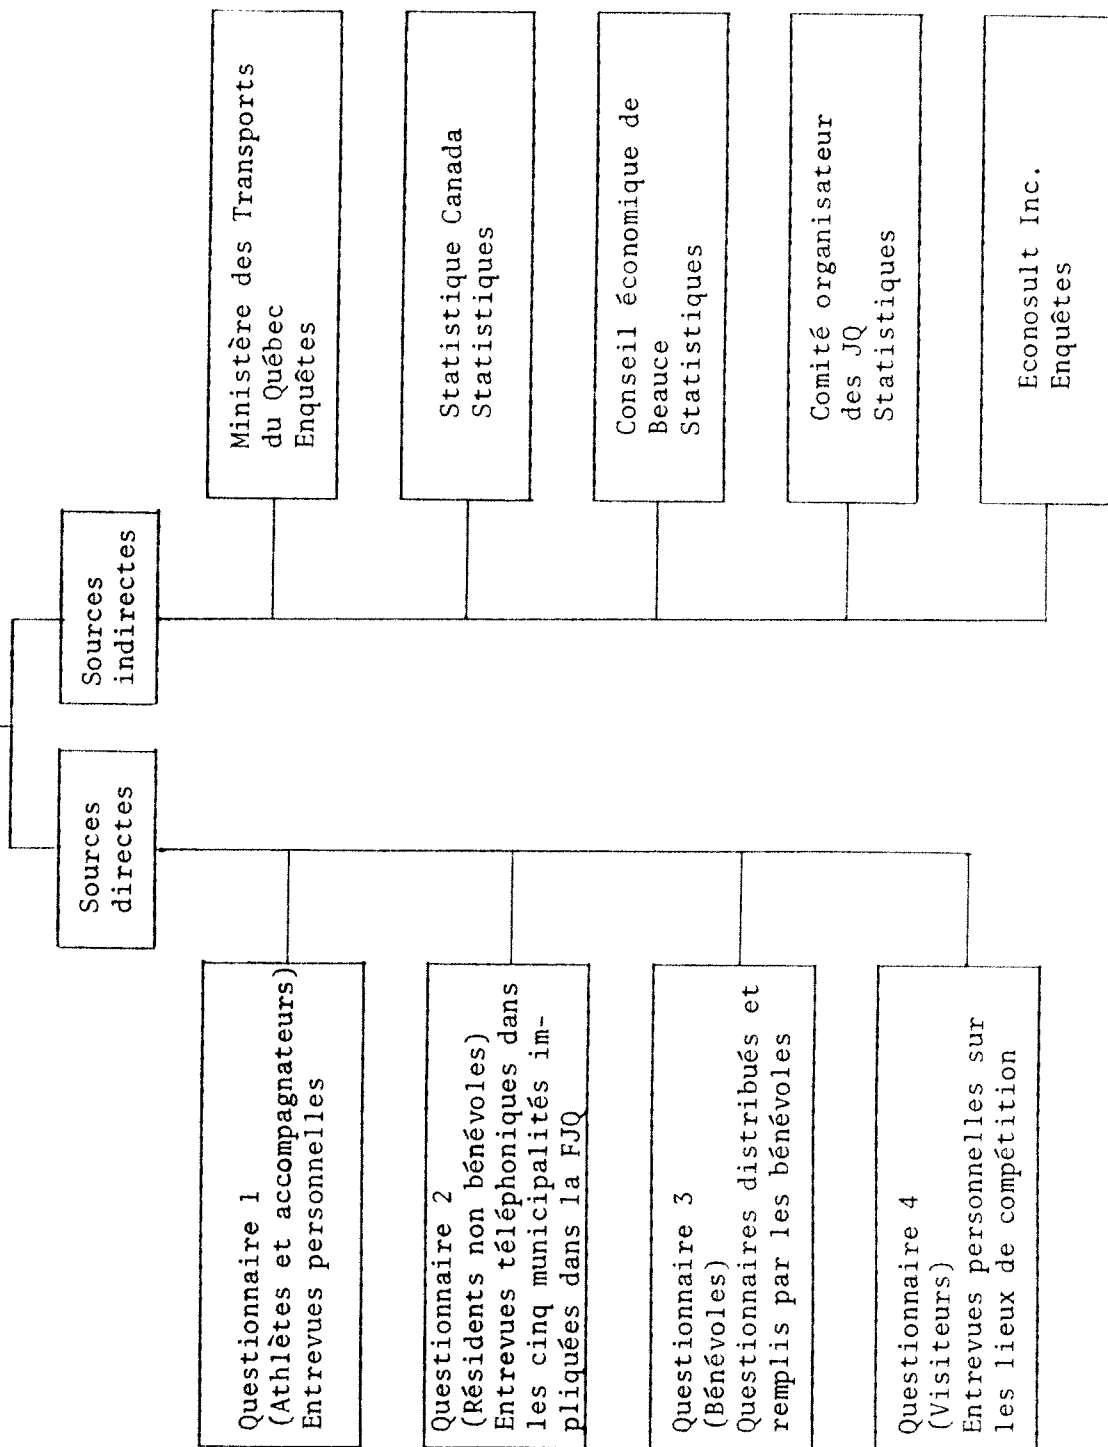 Sources
directes
Questionnaire 1
(Athlètes et accompagnateurs)
Entrevues personnelles
Questionnaire 2
(Résidents non bénévoles)
Entrevues téléphoniques dans
les cinq municipalités im-
pliquées dans la FJQ
Questionnaire 3
(Bénévoles)
Questionnaires distribués et
remplis par les bénévoles
Questionnaire 4
(Visiteurs)
Entrevues personnelles sur
les lieux de compétition
Sources
indirectes
Ministère des Transports
du Québec
Enquêtes
Statistique Canada
Statistiques
Conseil économique de
Beauce
Statistiques
Comité organisateur
des JQ
Statistiques
Econosult Inc.
Enquêtes